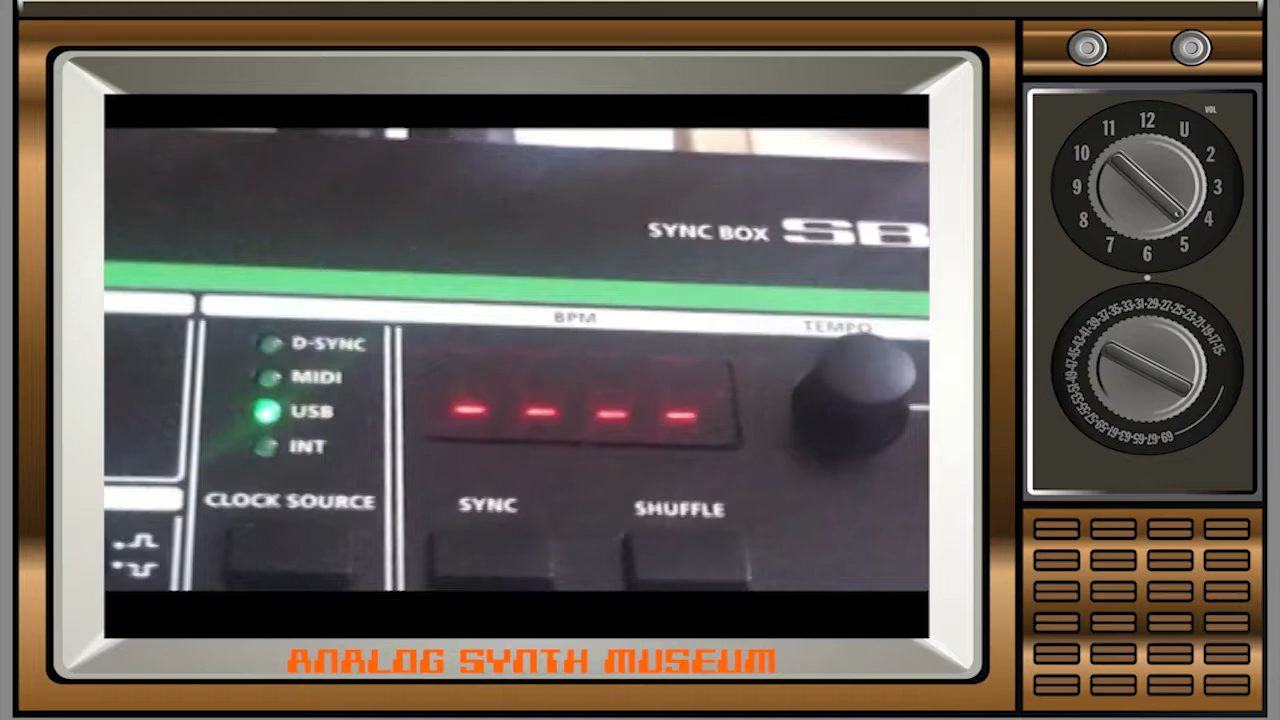 VOL
12
11 U
10 2
9 3
8 4
7 5
6
SYNC BOX SB
BPM
TEMPO
D-SYNC
MIDI
USB
INT
- - - -
CLOCK SOURCE
SYNC
SHUFFLE
ANALOG SYNTH MUSEUM